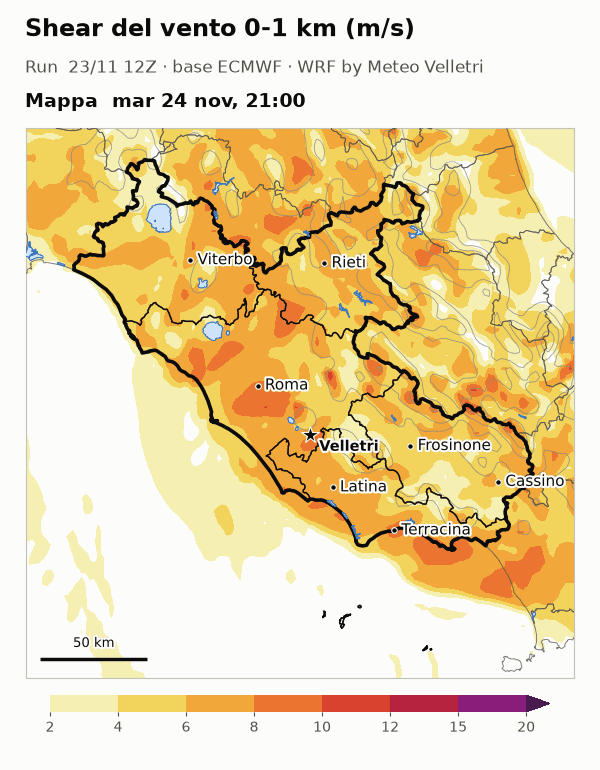 Shear del vento 0-1 km (m/s)
Run  23/11 12Z · base ECMWF · WRF by Meteo Velletri
Mappa  mar 24 nov, 21:00
Viterbo
Rieti
Roma
Velletri
Frosinone
Latina
Cassino
Terracina
50 km
2 4 6 8 10 12 15 20